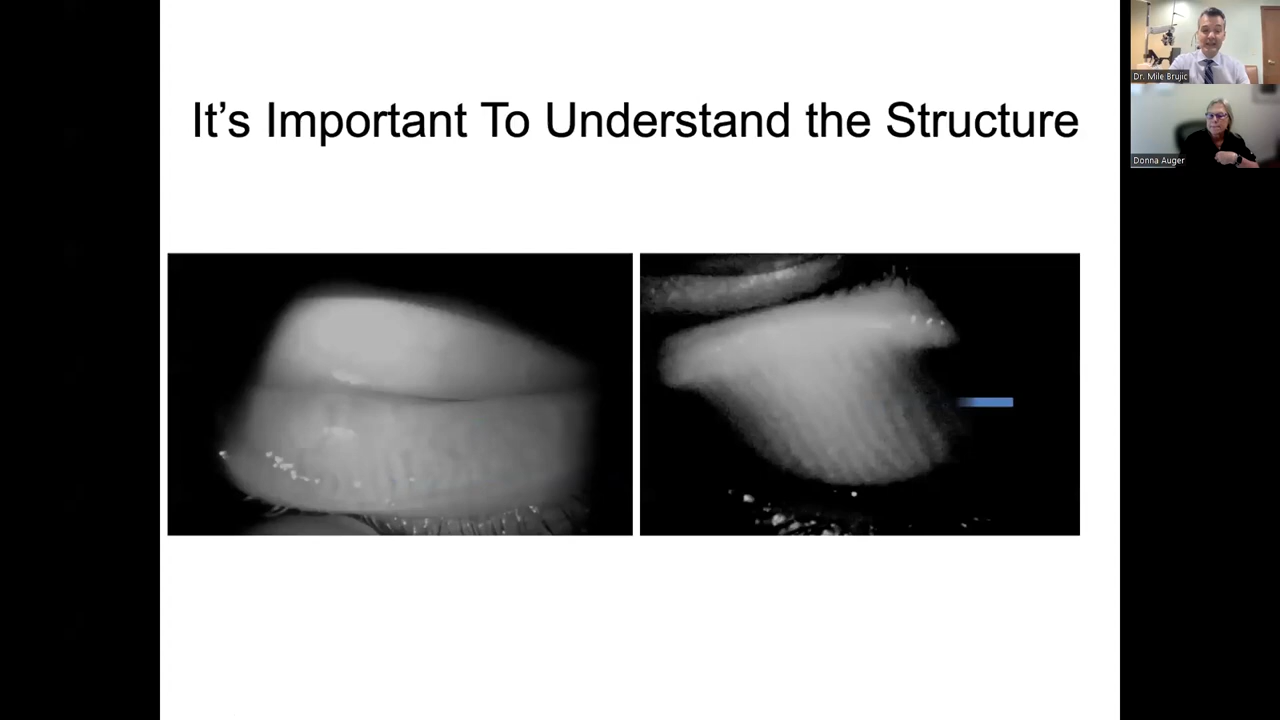 It’s Important To Understand the Structure
Dr. Mile Brujic
Donna Auger